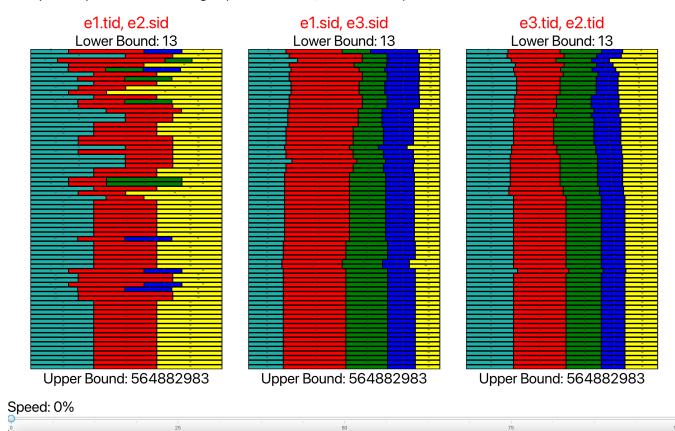 e1.tid, e2.sid
Lower Bound: 13
e1.sid, e3.sid
Lower Bound: 13
e3.tid, e2.tid
Lower Bound: 13
Upper Bound: 564882983
Upper Bound: 564882983
Upper Bound: 564882983
Speed: 0%
25
50
75